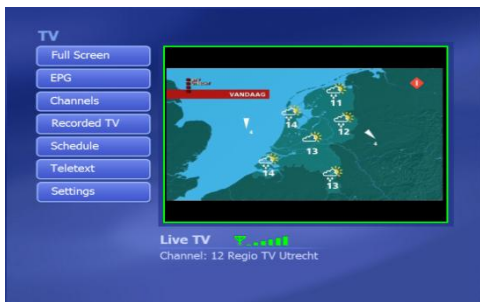 TV
Full Screen
EPG
Channels
Recorded TV
Schedule
Teletext
Settings
VANDAAG
11
14
12
13
14
13
Live TV
Channel: 12 Regio TV Utrecht